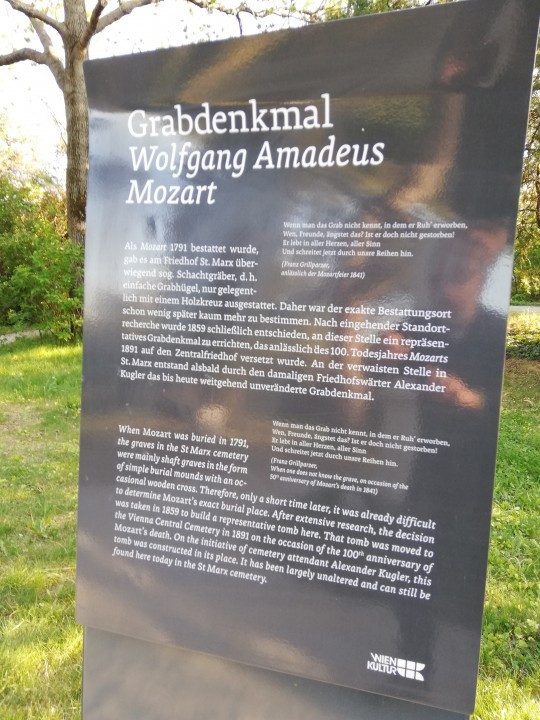 Grabdenkmal
Wolfgang Amadeus
Mozart
Wenn man das Grab nicht kennt, in dem er Ruh' erworben,
Wen, Freunde, ängstet das? Ist er doch nicht gestorben!
Er lebt in aller Herzen, aller Sinn
Und schreitet jetzt durch unsre Reihen hin.
(Franz Grillparzer,
anlässlich der Mozartfeier 1841)
Als Mozart 1791 bestattet wurde,
gab es am Friedhof St. Marx über-
wiegend sog. Schachtgräber, d. h.
einfache Grabhügel, nur gelegent-
lich mit einem Holzkreuz ausgestattet. Daher war der exakte Bestattungsort
schon wenig später kaum mehr zu bestimmen. Nach eingehender Standort-
recherche wurde 1859 schließlich entschieden, an dieser Stelle ein repräsen-
tatives Grabdenkmal zu errichten, das anlässlich des 100. Todesjahres Mozarts
1891 auf den Zentralfriedhof versetzt wurde. An der verwaisten Stelle in
St. Marx entstand alsbald durch den damaligen Friedhofswärter Alexander
Kugler das bis heute weitgehend unveränderte Grabdenkmal.
Wenn man das Grab nicht kennt, in dem er Ruh' erworben,
Wen, Freunde, ängstet das? Ist er doch nicht gestorben!
Er lebt in aller Herzen, aller Sinn
Und schreitet jetzt durch unsre Reihen hin.
(Franz Grillparzer,
When one does not know the grave, on occasion of the
50th anniversary of Mozart's death in 1841)
When Mozart was buried in 1791,
the graves in the St Marx cemetery
were mainly shaft graves in the form
of simple burial mounds with an oc-
casional wooden cross. Therefore, only a short time later, it was already difficult
to determine Mozart's exact burial place. After extensive research, the decision
was taken in 1859 to build a representative tomb here. That tomb was moved to
the Vienna Central Cemetery in 1891 on the occasion of the 100th anniversary of
Mozart's death. On the initiative of cemetery attendant Alexander Kugler, this
tomb was constructed in its place. It has been largely unaltered and can still be
found here today in the St Marx cemetery.
WIEN
KULTUR